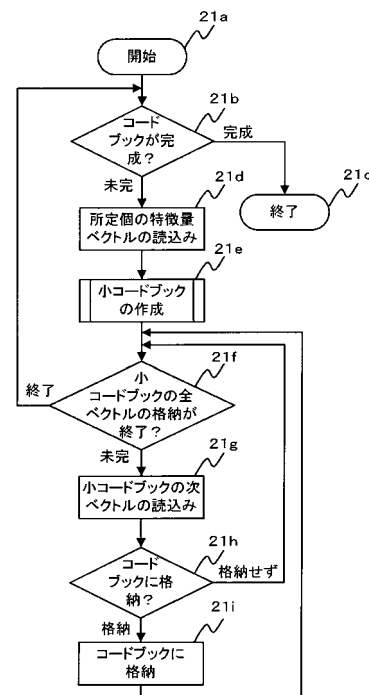 21a
開始
21b
コード
ブックが完
成?
完成
21c
未完
21d
所定個の特徴量
ベクトルの読込み
終了
21e
小コードブック
の作成
21f
小
コードブックの全
ベクトルの格納が
終了?
終了
未完
21g
小コードブックの次
ベクトルの読込み
21h
コード
ブックに格
納?
格納せず
格納
21i
コードブックに
格納